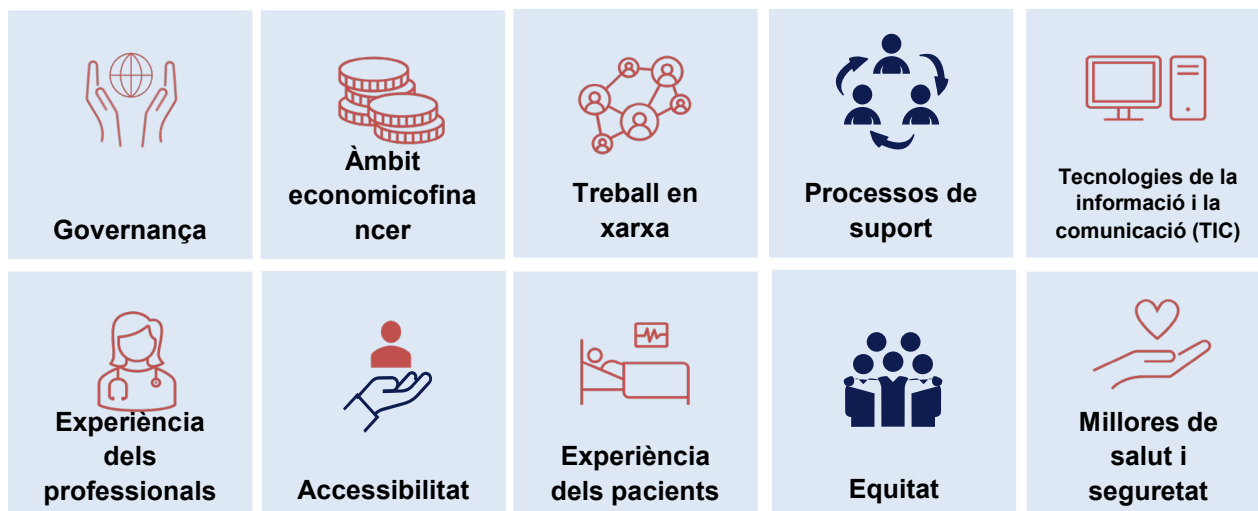 Governança
Àmbit
economicofina
ncer
Treball en
xarxa
Processos de
suport
Tecnologies de la
informació i la
comunicació (TIC)
Experiència
dels
professionals
Accessibilitat
Experiència
dels pacients
Equitat
Millores de
salut i
seguretat